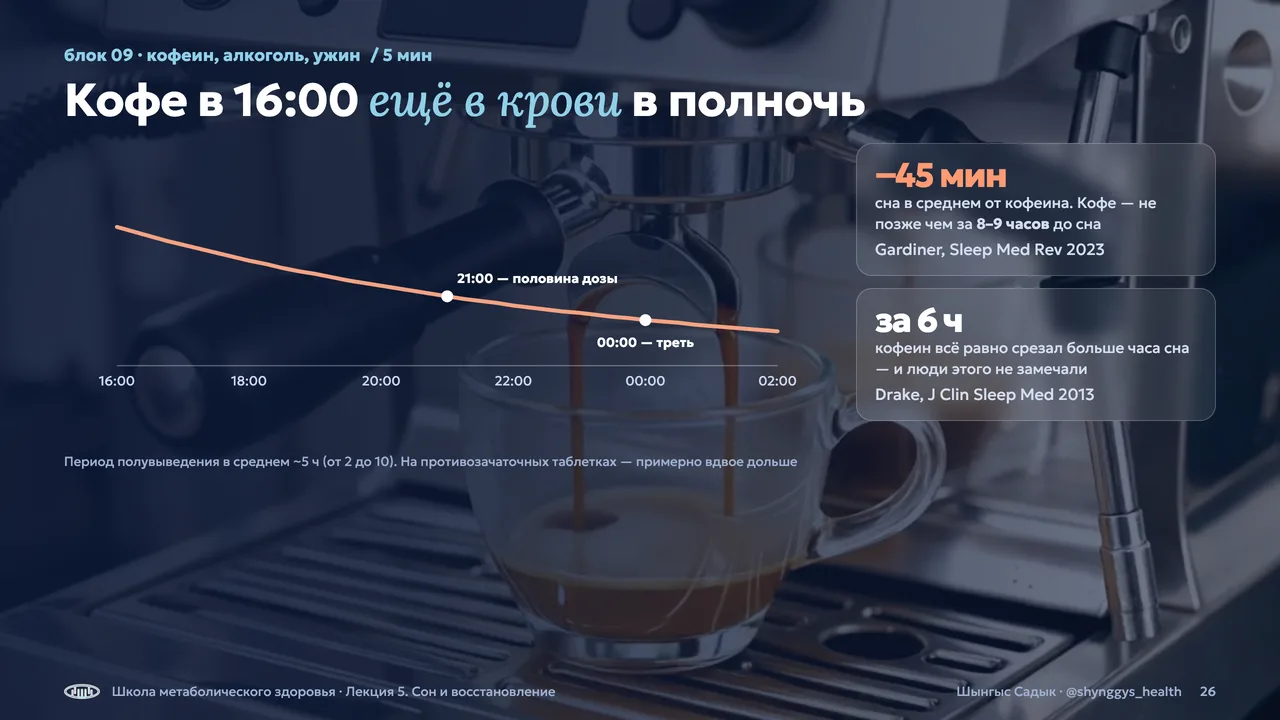 блок 09 · кофеин, алкоголь, ужин / 5 мин
Кофе в 16:00 ещё в крови в полночь
−45 мин
сна в среднем от кофеина. Кофе — не
позже чем за 8–9 часов до сна
Gardiner, Sleep Med Rev 2023
за 6 ч
кофеин всё равно срезал больше часа сна
— и люди этого не замечали
Drake, J Clin Sleep Med 2013
21:00 — половина дозы
00:00 — треть
16:00 18:00 20:00 22:00 00:00 02:00
Период полувыведения в среднем ~5 ч (от 2 до 10). На противозачаточных таблетках — примерно вдвое дольше
Школа метаболического здоровья · Лекция 5. Сон и восстановление
Шынгыс Садык · @shynggys_health 26